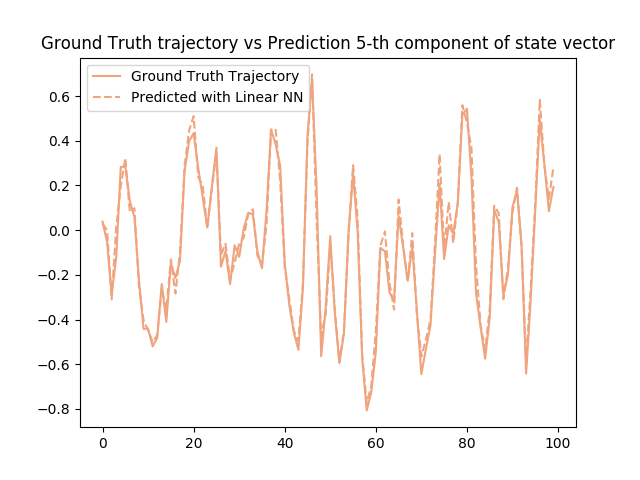 Ground Truth trajectory vs Prediction 5-th component of state vector
Ground Truth Trajectory
Predicted with Linear NN
0.6
0.4
0.2
0.0
−0.2
−0.4
−0.6
−0.8
0 20 40 60 80 100